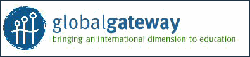 globalgateway
bringing an international dimension to education